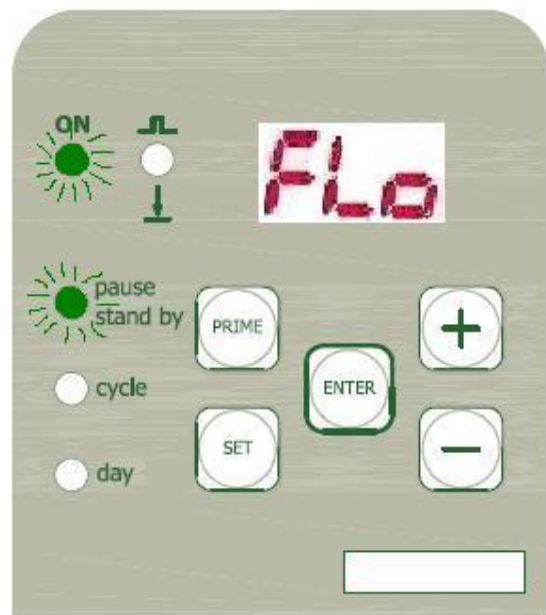 ON
FLo
pause
stand by
PRIME
+
ENTER
cycle
SET
−
day